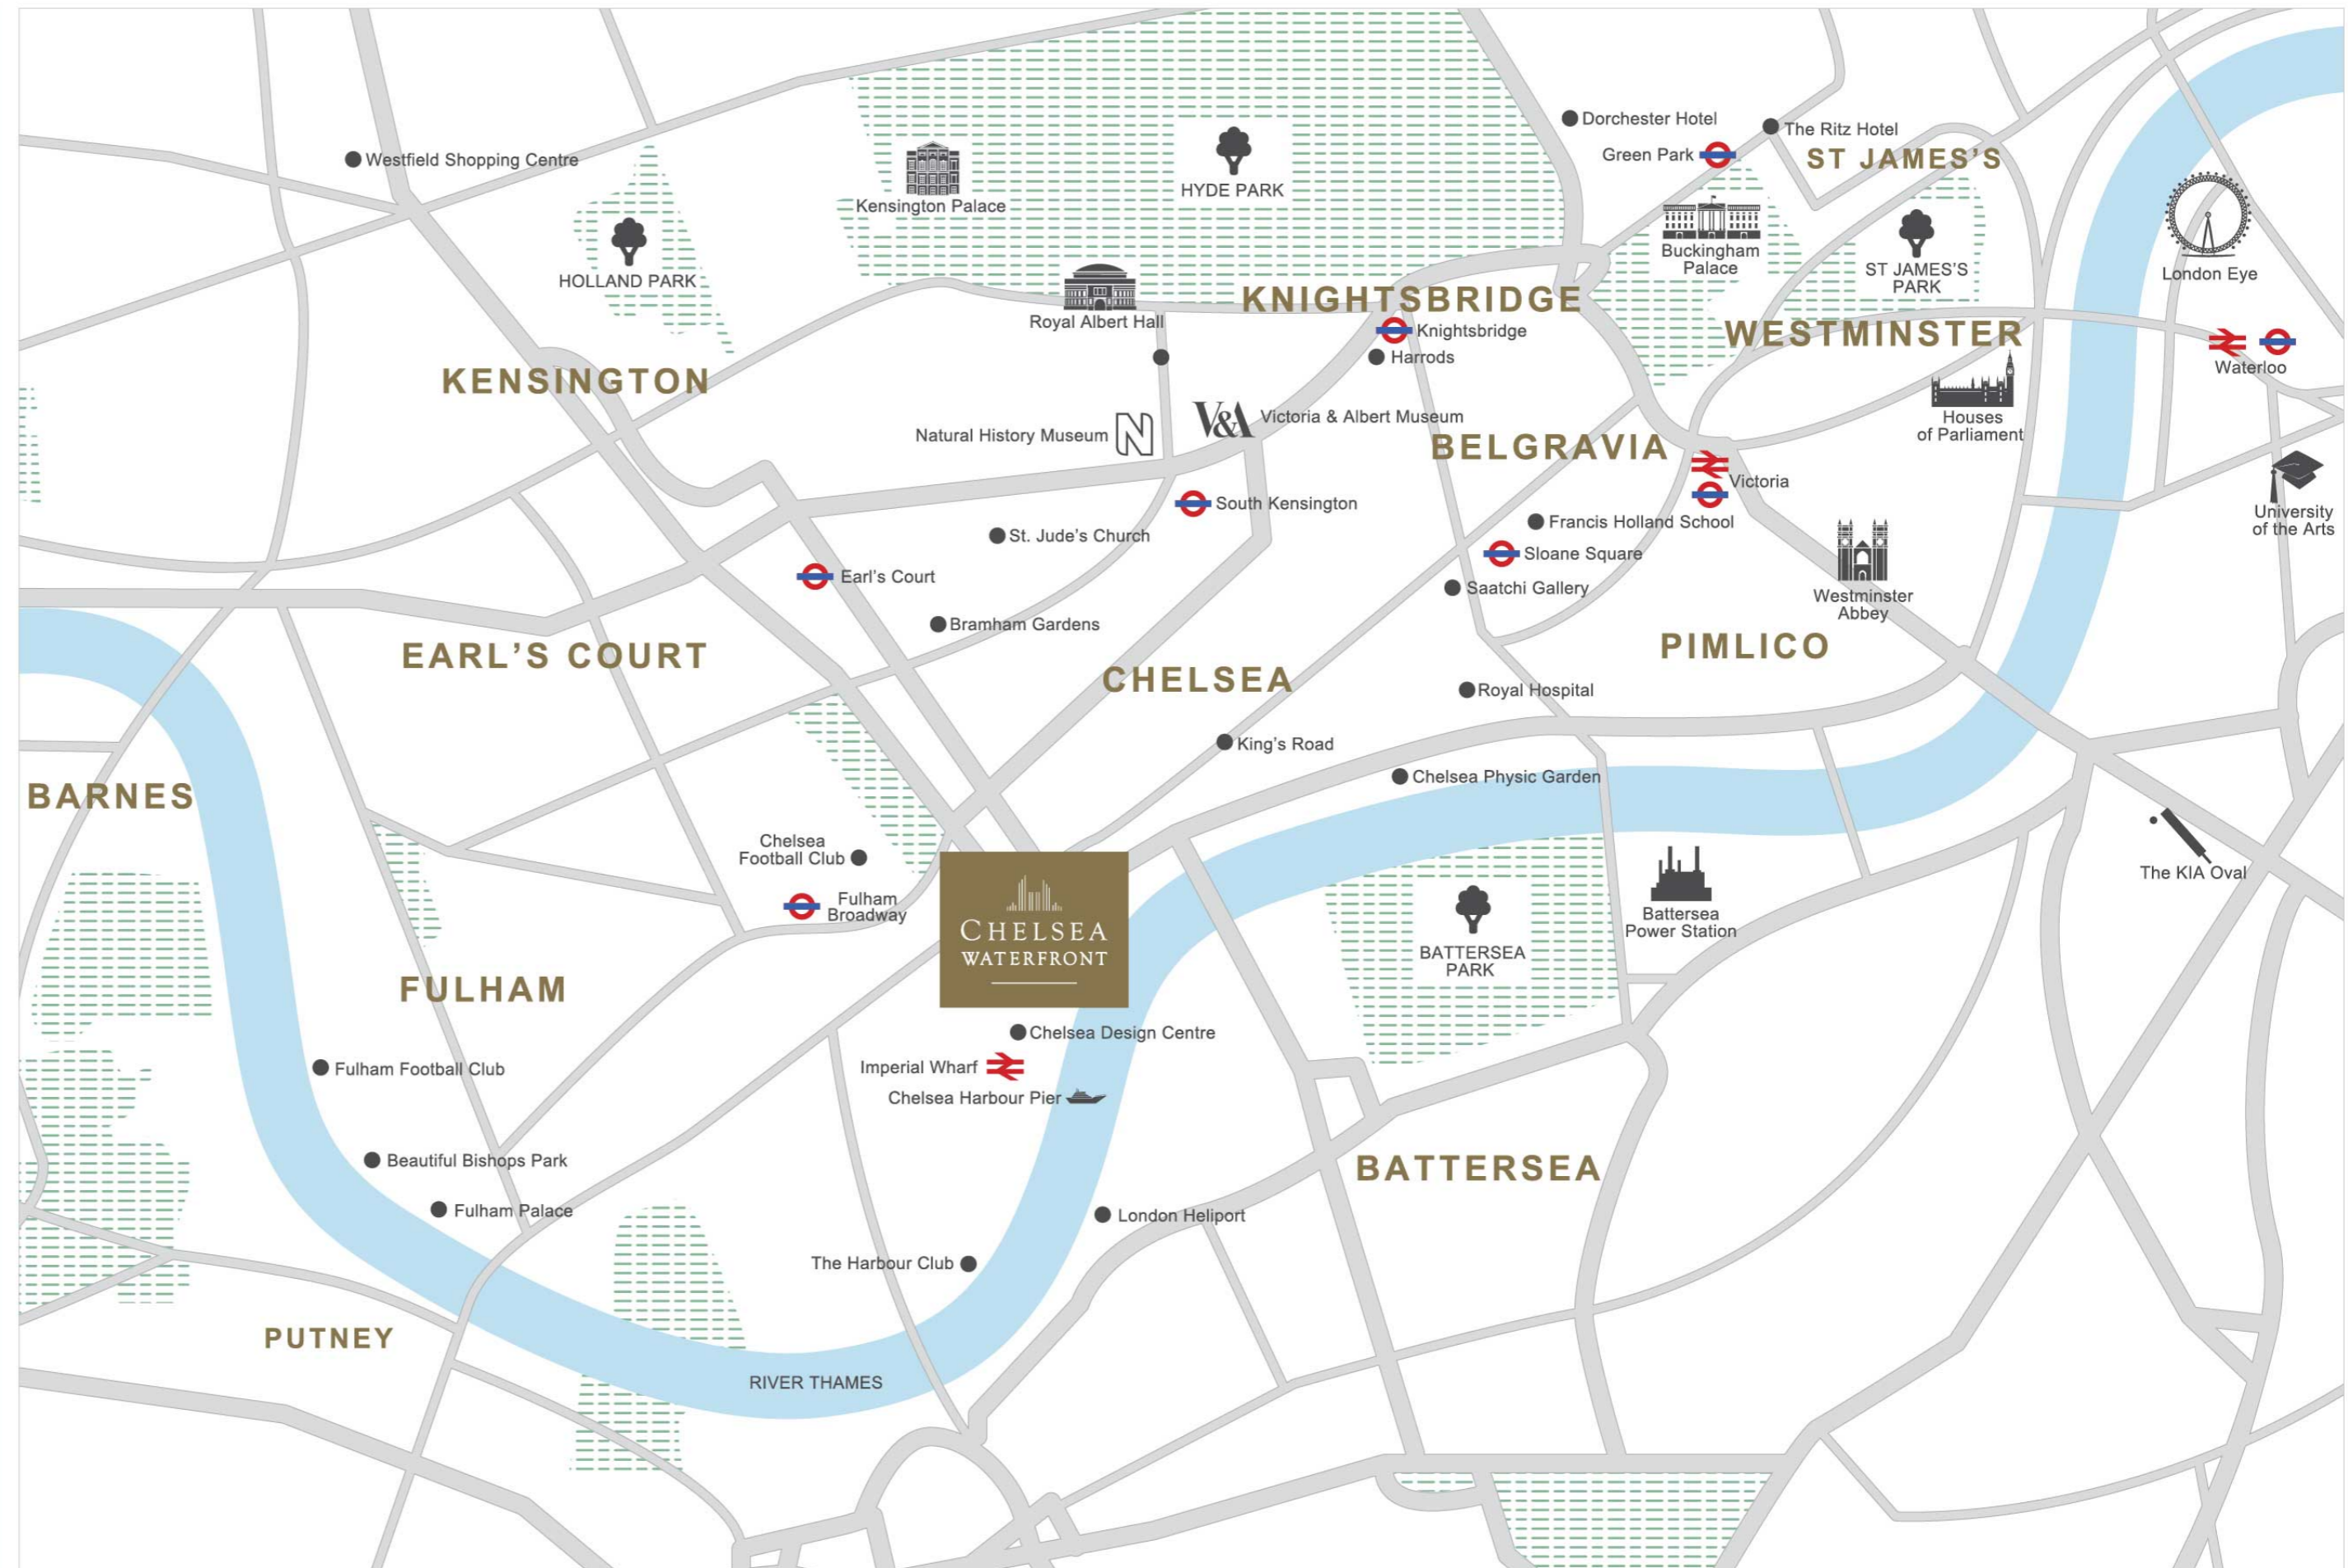 Dorchester Hotel
The Ritz Hotel
Green Park
ST JAMES'S
Westfield Shopping Centre
HYDE PARK
Kensington Palace
HOLLAND PARK
Buckingham
Palace
ST JAMES'S
PARK
London Eye
KNIGHTSBRIDGE
Royal Albert Hall
Knightsbridge
WESTMINSTER
Harrods
Waterloo
KENSINGTON
Houses
of Parliament
V&A Victoria & Albert Museum
Natural History Museum N
BELGRAVIA
Victoria
South Kensington
University
of the Arts
Francis Holland School
St. Jude's Church
Sloane Square
Earl's Court
Saatchi Gallery
Westminster
Abbey
Bramham Gardens
EARL'S COURT
PIMLICO
CHELSEA
Royal Hospital
King's Road
Chelsea Physic Garden
BARNES
Chelsea
Football Club
The KIA Oval
Fulham
Broadway
CHELSEA
WATERFRONT
Battersea
Power Station
BATTERSEA
PARK
FULHAM
Chelsea Design Centre
Imperial Wharf
Fulham Football Club
Chelsea Harbour Pier
Beautiful Bishops Park
BATTERSEA
Fulham Palace
London Heliport
The Harbour Club
PUTNEY
RIVER THAMES